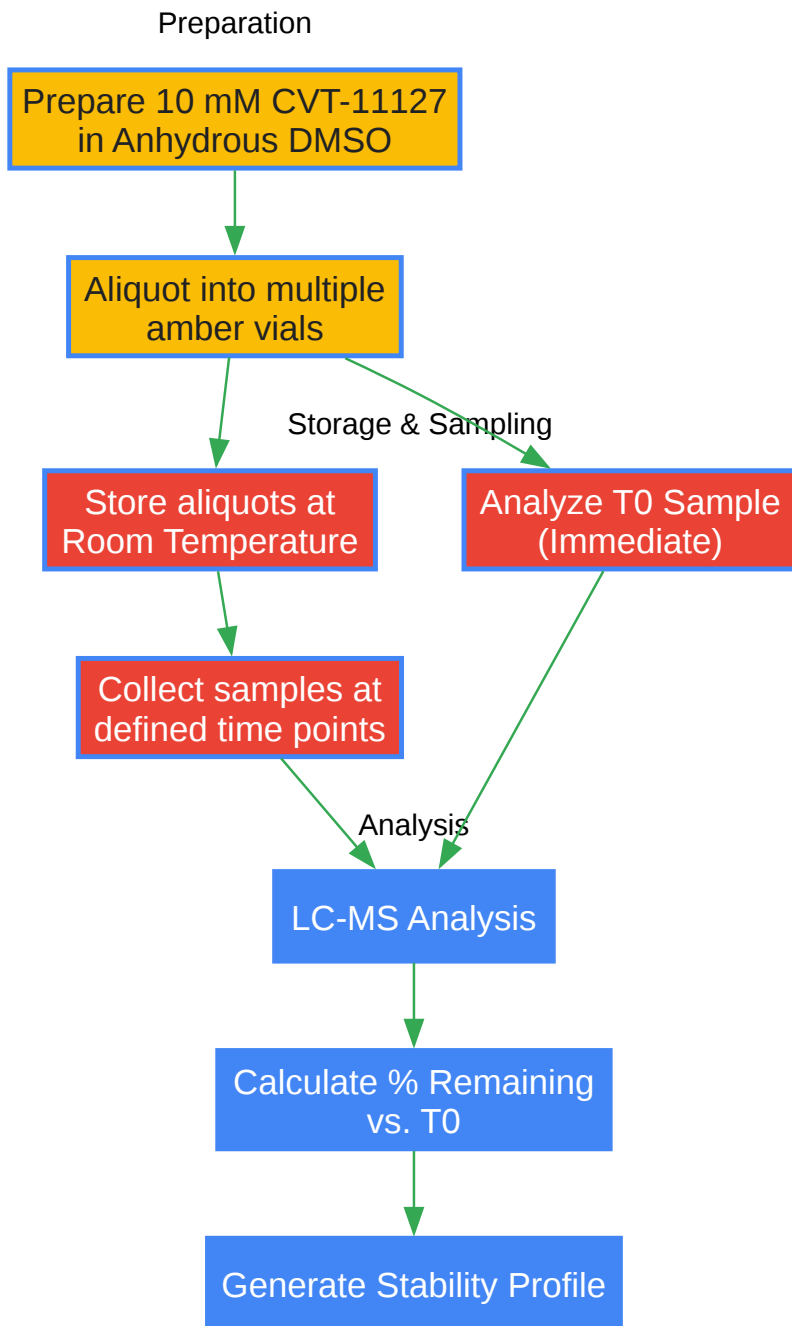 Preparation
Prepare 10 mM CVT-11127
in Anhydrous DMSO
Aliquot into multiple
amber vials
Storage & Sampling
Store aliquots at
Room Temperature
Analyze T0 Sample
(Immediate)
Collect samples at
defined time points
Analysis
LC-MS Analysis
Calculate % Remaining
vs. T0
Generate Stability Profile